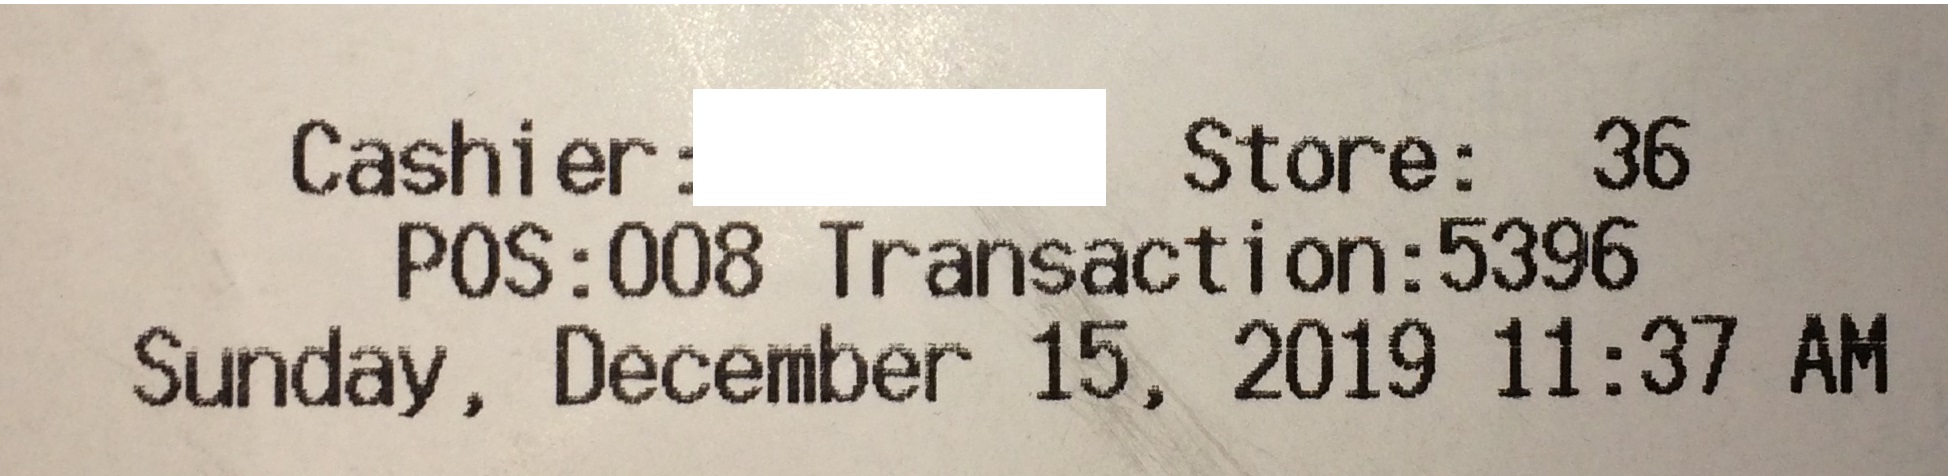 Cashier: Store: 36
POS:008 Transaction:5396
Sunday, December 15, 2019 11:37 AM